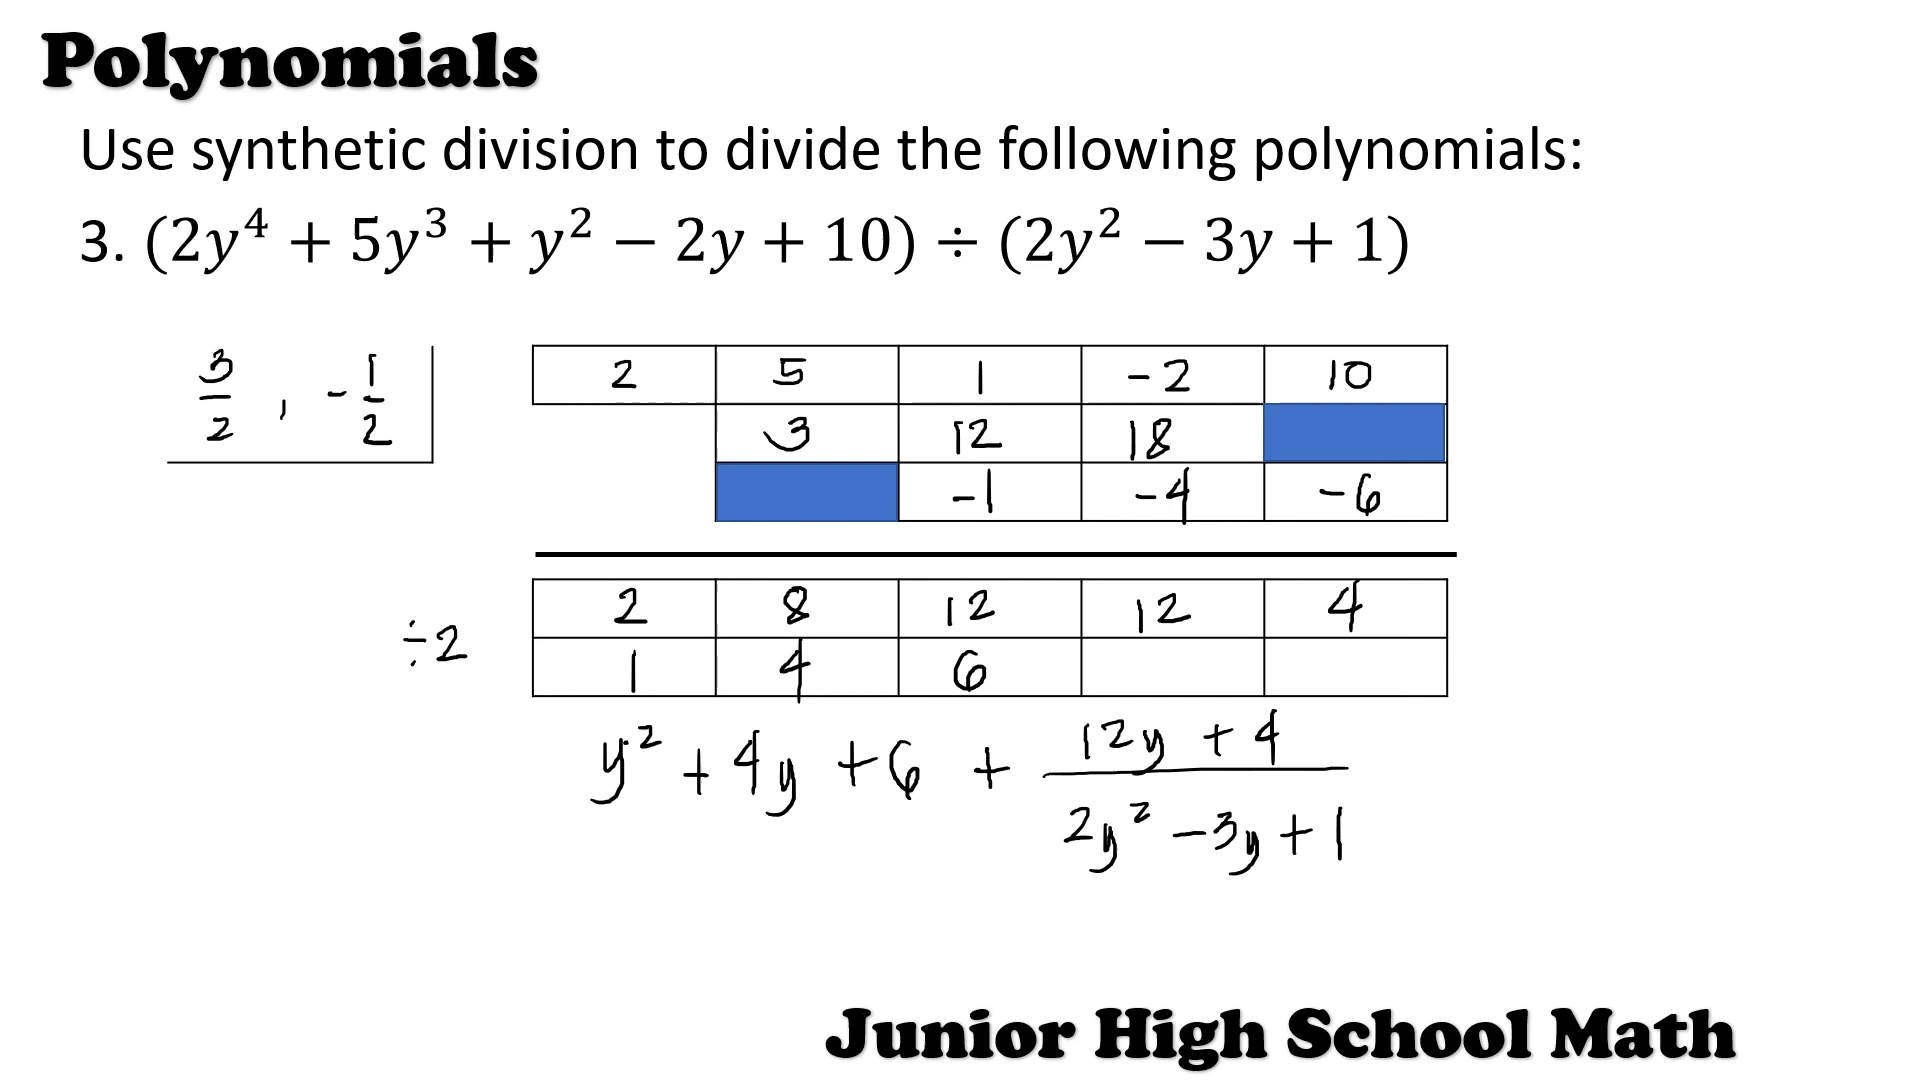 Polynomials
Use synthetic division to divide the following polynomials:
3. (2y⁴ + 5y³ + y² − 2y + 10) ÷ (2y² − 3y + 1)
3/2 , -1/2
2 5 1 -2 10
3 12 18
-1 -4 -6
2 8 12 12 4
÷2
1 4 6
y² + 4y + 6 + (12y + 4)/(2y² - 3y + 1)
Junior High School Math